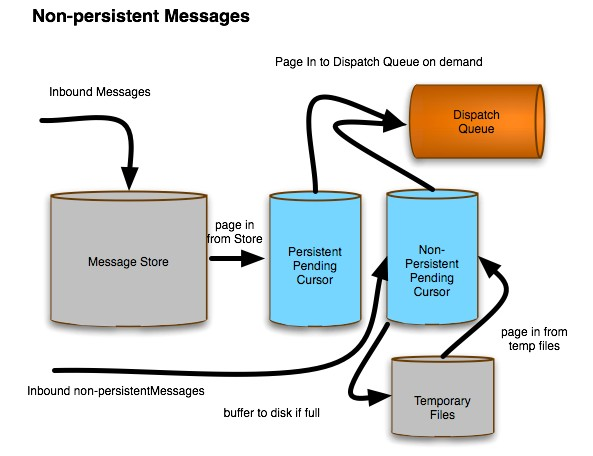 Non-persistent Messages
Page In to Dispatch Queue on demand
Inbound Messages
Dispatch
Queue
page in
from Store
Message Store
Persistent
Pending
Cursor
Non-
Persistent
Pending
Cursor
page in from
temp files
Inbound non-persistentMessages
buffer to disk if full
Temporary
Files